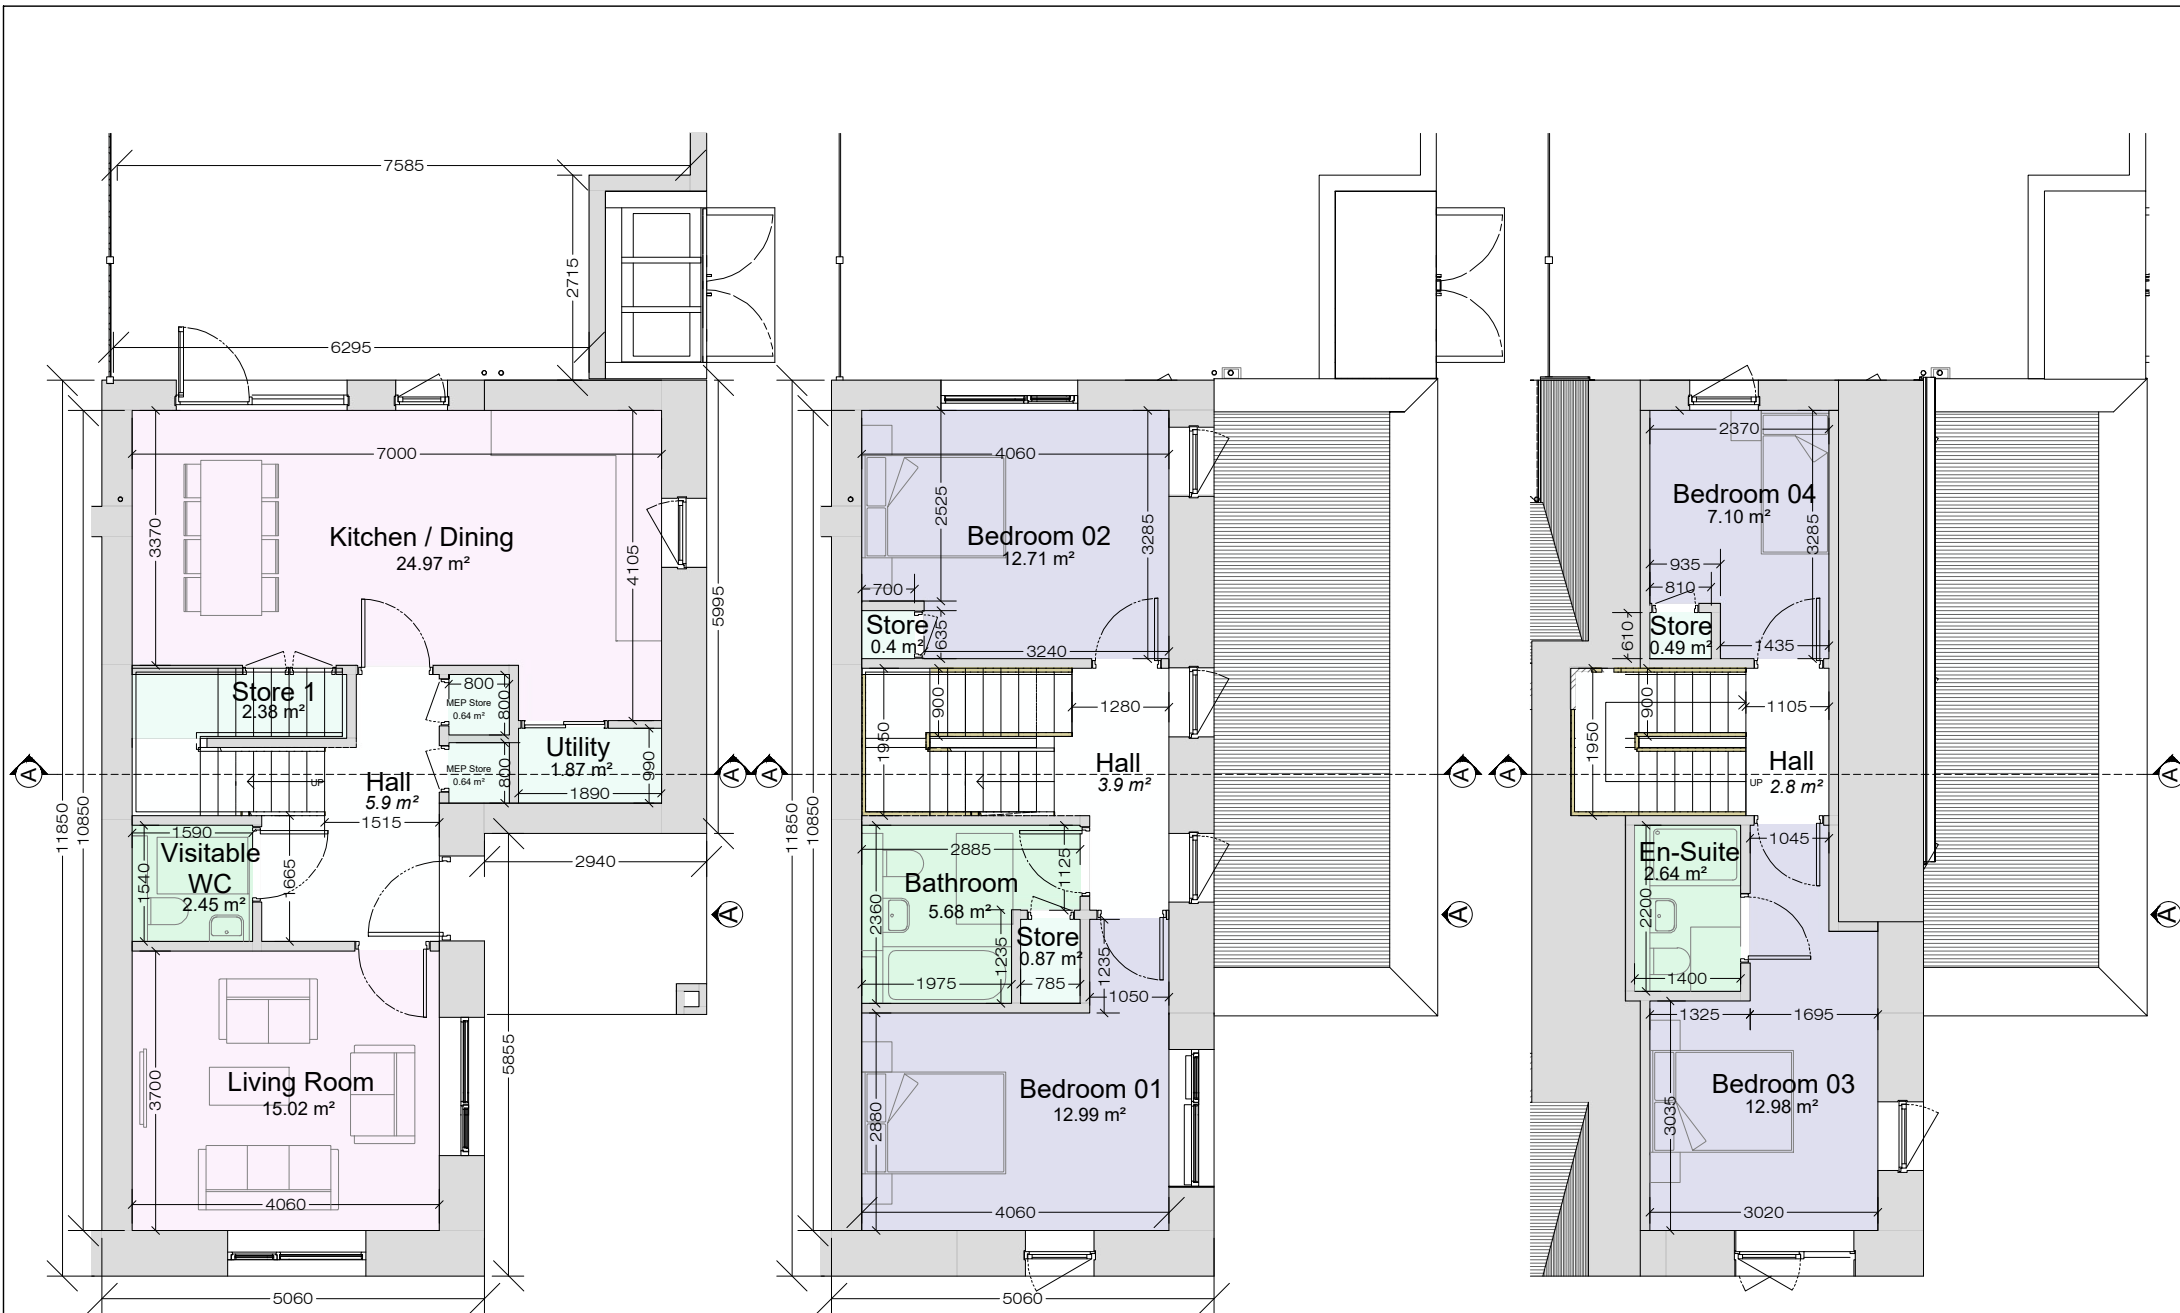 7585
2715
6295
7000
3370
Kitchen / Dining
24.97 m²
4105
5995
Store 1
2.38 m²
800
800
MEP Store
0.64 m²
Utility
1.87 m²
990
1890
MEP Store
0.64 m²
800
Hall
5.9 m²
UP
1515
A
A
11850
10850
1590
Visitable
WC
2.45 m²
1540
1665
2940
A
5855
Living Room
15.02 m²
3700
4060
5060
4060
2525
Bedroom 02
12.71 m²
3285
700
Store
0.4 m²
635
3240
900
1280
1950
Hall
3.9 m²
A
A
11850
10850
2885
1125
Bathroom
5.68 m²
2360
Store
0.87 m²
1235
1235
1975
785
1050
A
Bedroom 01
12.99 m²
2880
4060
5060
2370
Bedroom 04
7.10 m²
3285
935
810
Store
0.49 m²
610
1435
900
1105
1950
Hall
UP
2.8 m²
A
A
1045
En-Suite
2.64 m²
2200
A
1400
1325
1695
Bedroom 03
12.98 m²
3035
3020